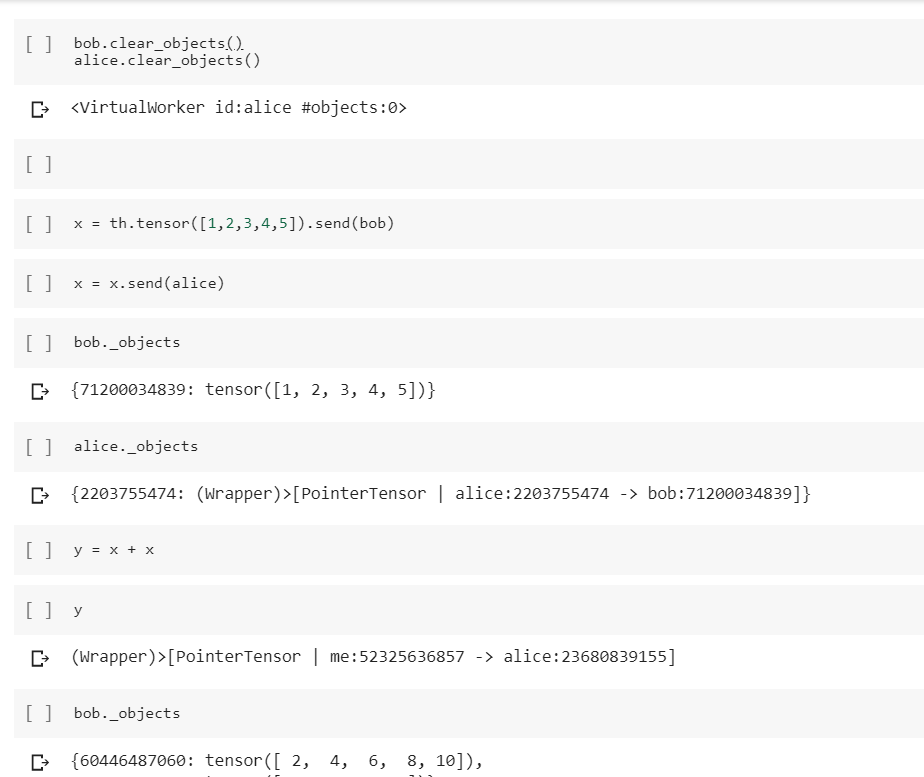 [ ] bob.clear_objects()
alice.clear_objects()
<VirtualWorker id:alice #objects:0>
[ ]
[ ] x = th.tensor([1,2,3,4,5]).send(bob)
[ ] x = x.send(alice)
[ ] bob._objects
{71200034839: tensor([1, 2, 3, 4, 5])}
[ ] alice._objects
{2203755474: (Wrapper)>[PointerTensor | alice:2203755474 -> bob:71200034839]}
[ ] y = x + x
[ ] y
(Wrapper)>[PointerTensor | me:52325636857 -> alice:23680839155]
[ ] bob._objects
{60446487060: tensor([ 2,  4,  6,  8, 10]),